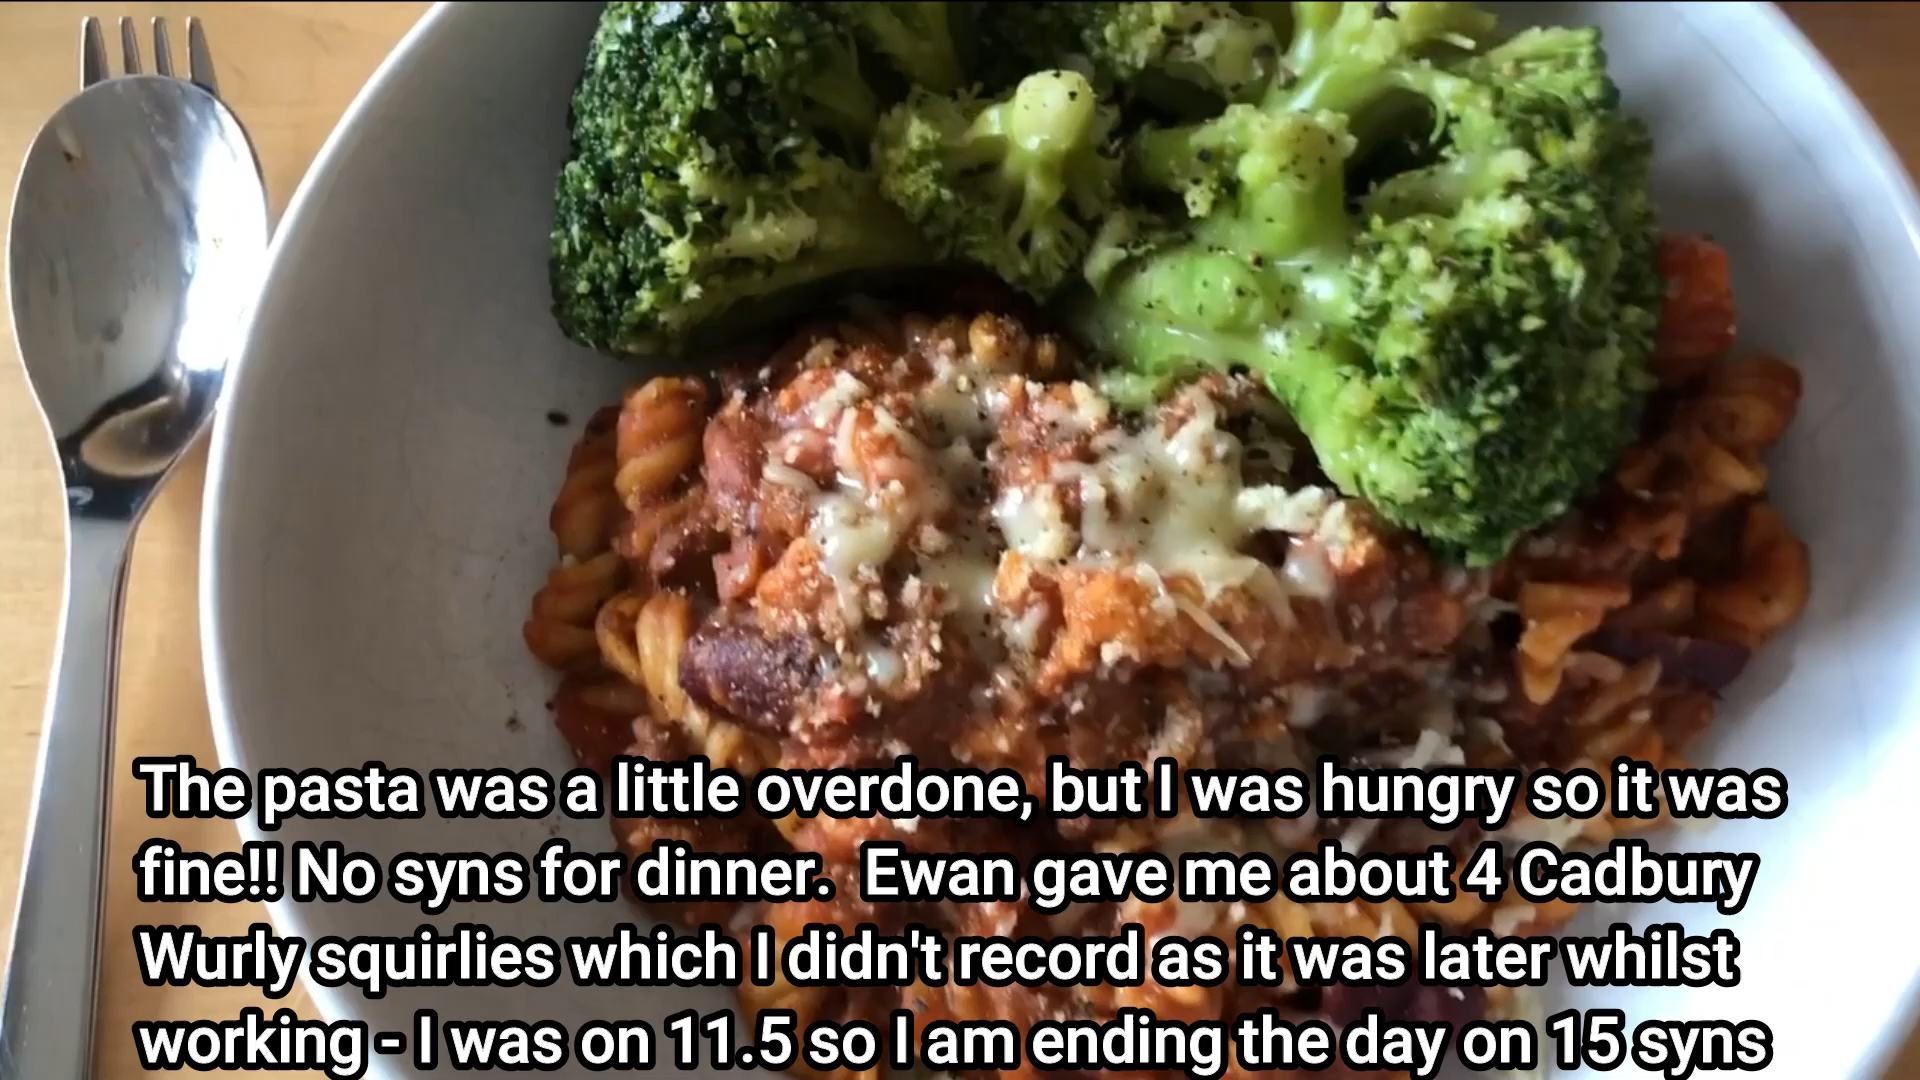 The pasta was a little overdone, but I was hungry so it was
fine!! No syns for dinner.  Ewan gave me about 4 Cadbury
Wurly squirlies which I didn't record as it was later whilst
working - I was on 11.5 so I am ending the day on 15 syns